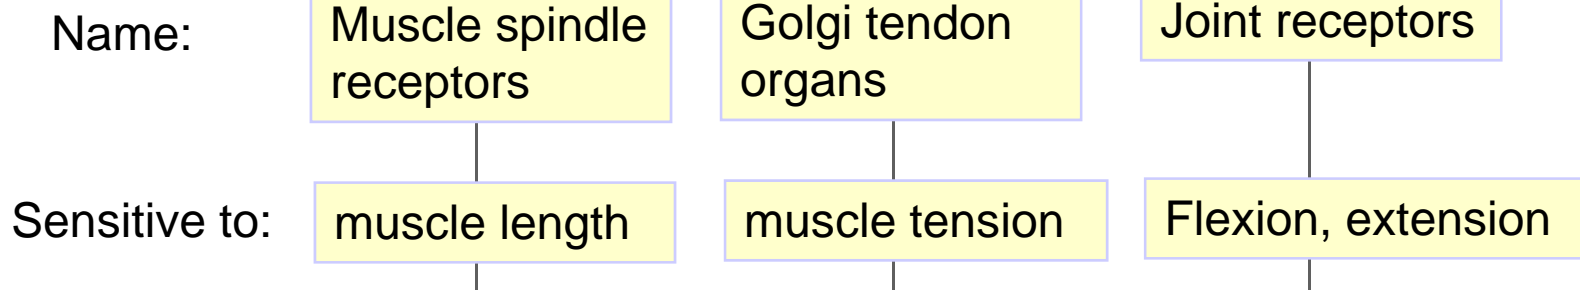 Name:
Muscle spindle
receptors
Golgi tendon
organs
Joint receptors
Sensitive to:
muscle length
muscle tension
Flexion, extension